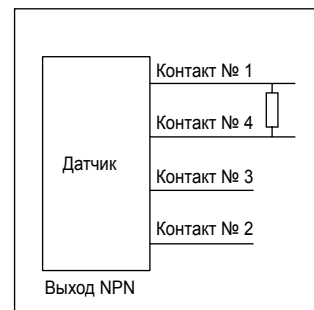 Контакт № 1
Контакт № 4
Датчик
Контакт № 3
Контакт № 2
Выход NPN